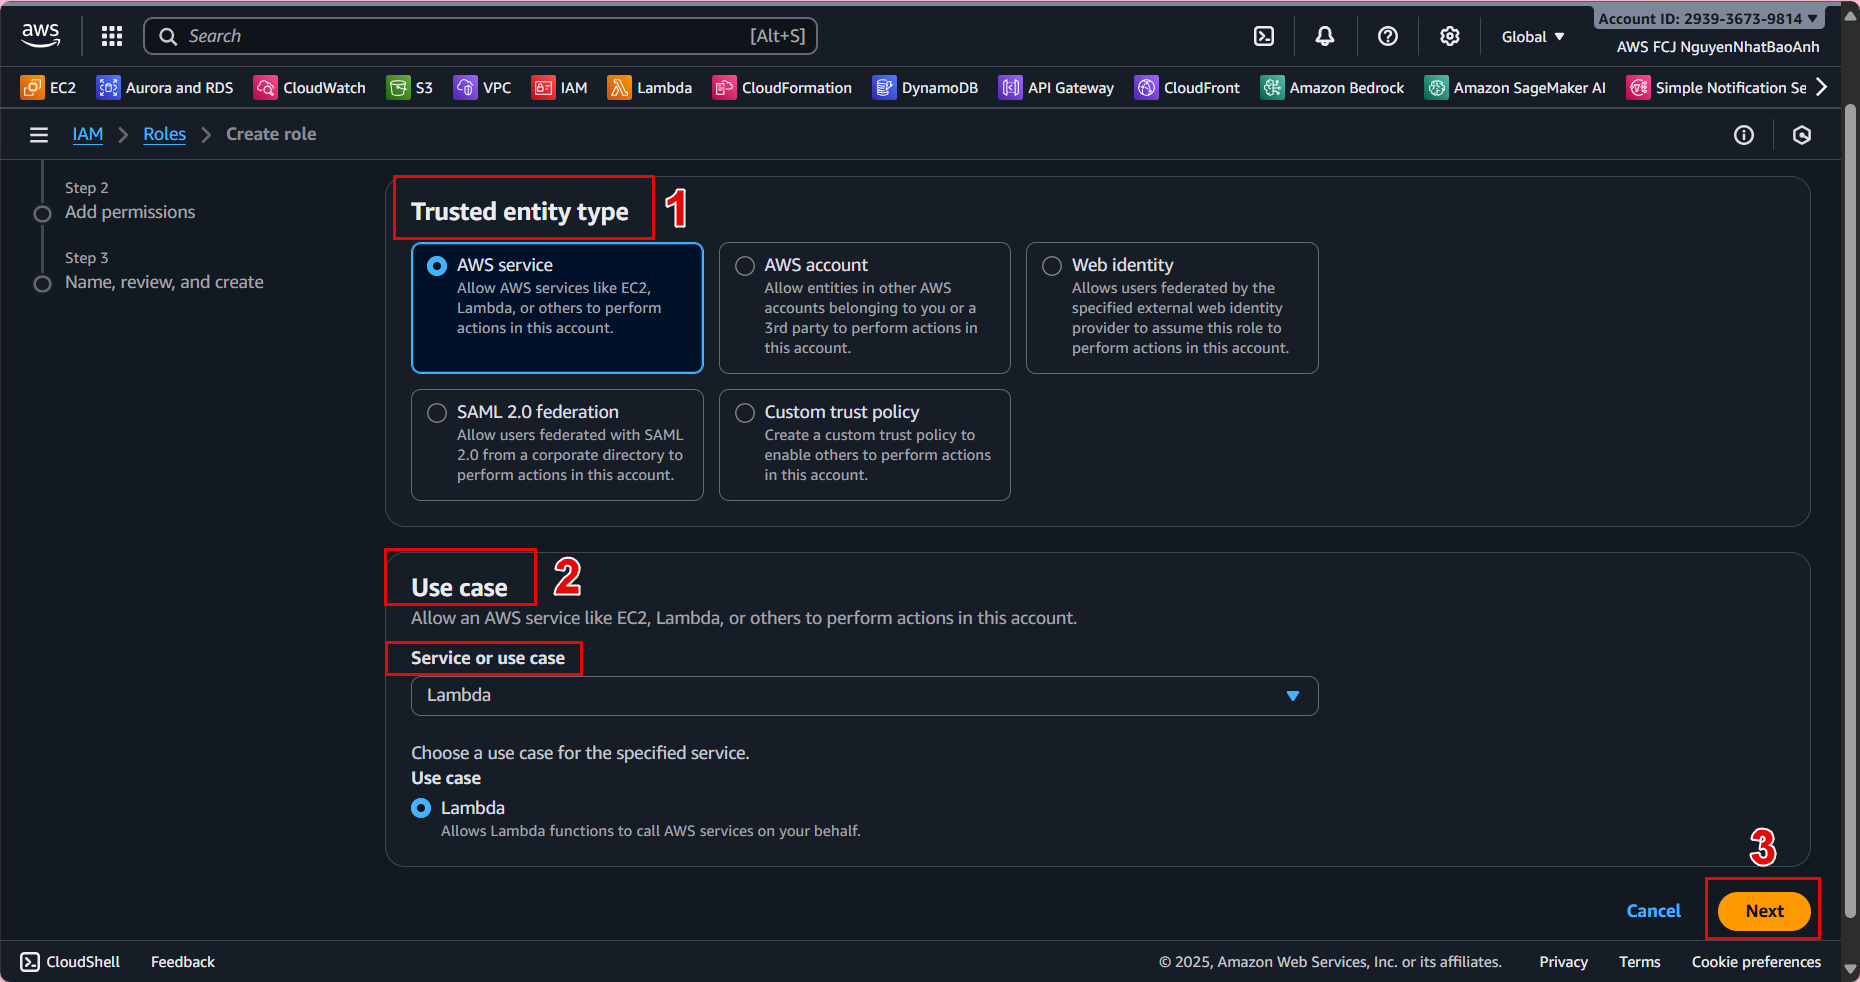 aws
Search
[Alt+S]
Global
Account ID: 2939-3673-9814
AWS FCJ NguyenNhatBaoAnh
EC2
Aurora and RDS
CloudWatch
S3
VPC
IAM
Lambda
CloudFormation
DynamoDB
API Gateway
CloudFront
Amazon Bedrock
Amazon SageMaker AI
Simple Notification Se
IAM
Roles
Create role
Step 2
Add permissions
Step 3
Name, review, and create
Trusted entity type
1
AWS service
Allow AWS services like EC2,
Lambda, or others to perform
actions in this account.
AWS account
Allow entities in other AWS
accounts belonging to you or a
3rd party to perform actions in
this account.
Web identity
Allows users federated by the
specified external web identity
provider to assume this role to
perform actions in this account.
SAML 2.0 federation
Allow users federated with SAML
2.0 from a corporate directory to
perform actions in this account.
Custom trust policy
Create a custom trust policy to
enable others to perform actions
in this account.
Use case
2
Allow an AWS service like EC2, Lambda, or others to perform actions in this account.
Service or use case
Lambda
Choose a use case for the specified service.
Use case
Lambda
Allows Lambda functions to call AWS services on your behalf.
3
Cancel
Next
CloudShell
Feedback
© 2025, Amazon Web Services, Inc. or its affiliates.
Privacy
Terms
Cookie preferences